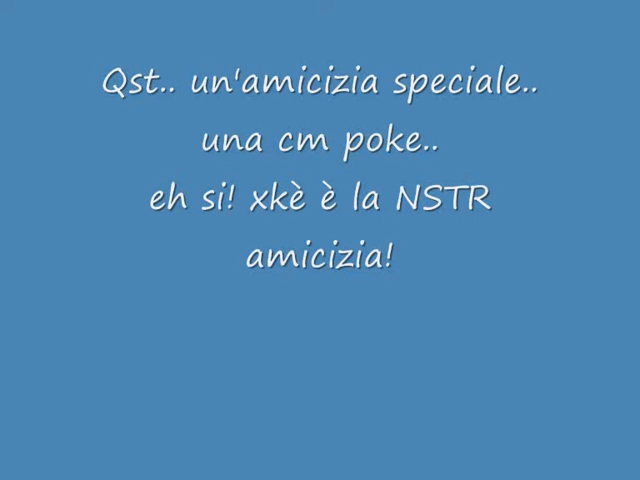 Qst.. un'amicizia speciale..
una cm poke..
eh si! xkè è la NSTR
amicizia!